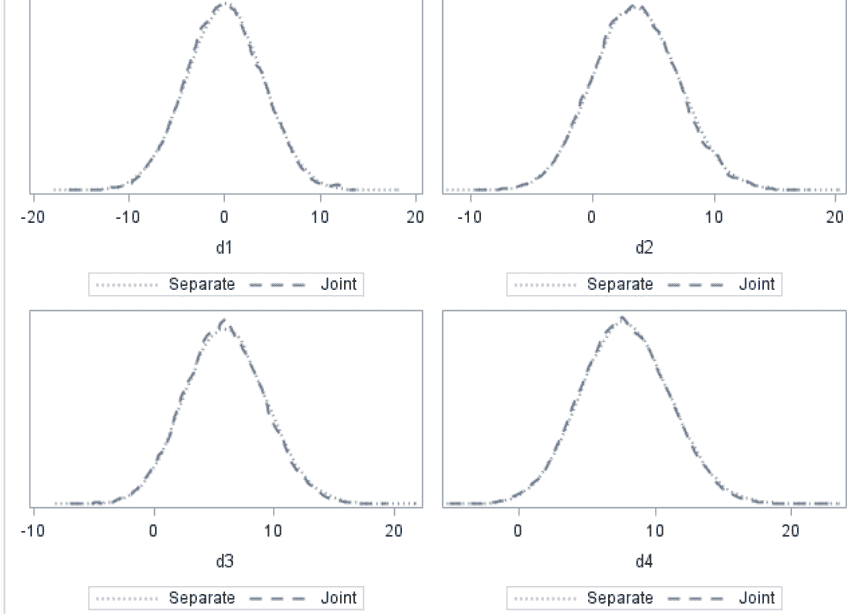 -20 -10 0 10 20 -10 0 10 20
d1 d2
Separate Joint Separate Joint
-10 0 10 20 0 10 20
d3 d4
Separate Joint Separate Joint